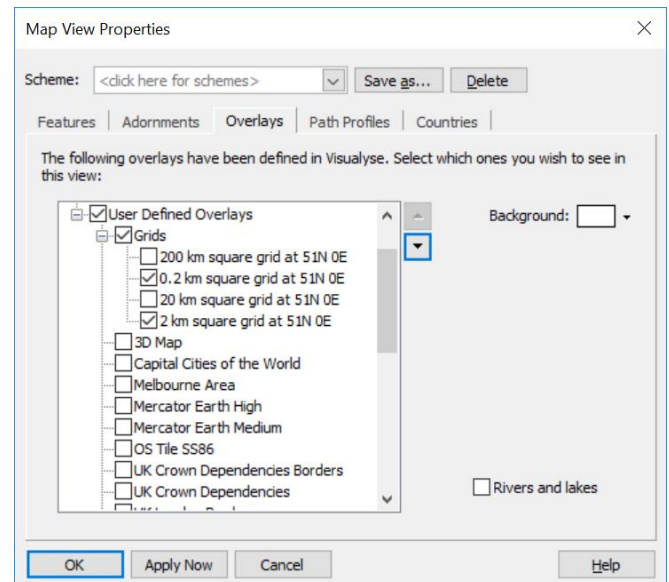 Map View Properties
Scheme: <click here for schemes> Save as... Delete
Features Adornments Overlays Path Profiles Countries
The following overlays have been defined in Visualyse. Select which ones you wish to see in
this view:
User Defined Overlays
Background:
Grids
200 km square grid at 51N 0E
0.2 km square grid at 51N 0E
20 km square grid at 51N 0E
2 km square grid at 51N 0E
3D Map
Capital Cities of the World
Melbourne Area
Mercator Earth High
Mercator Earth Medium
OS Tile SS86
UK Crown Dependencies Borders
UK Crown Dependencies
Rivers and lakes
OK Apply Now Cancel Help